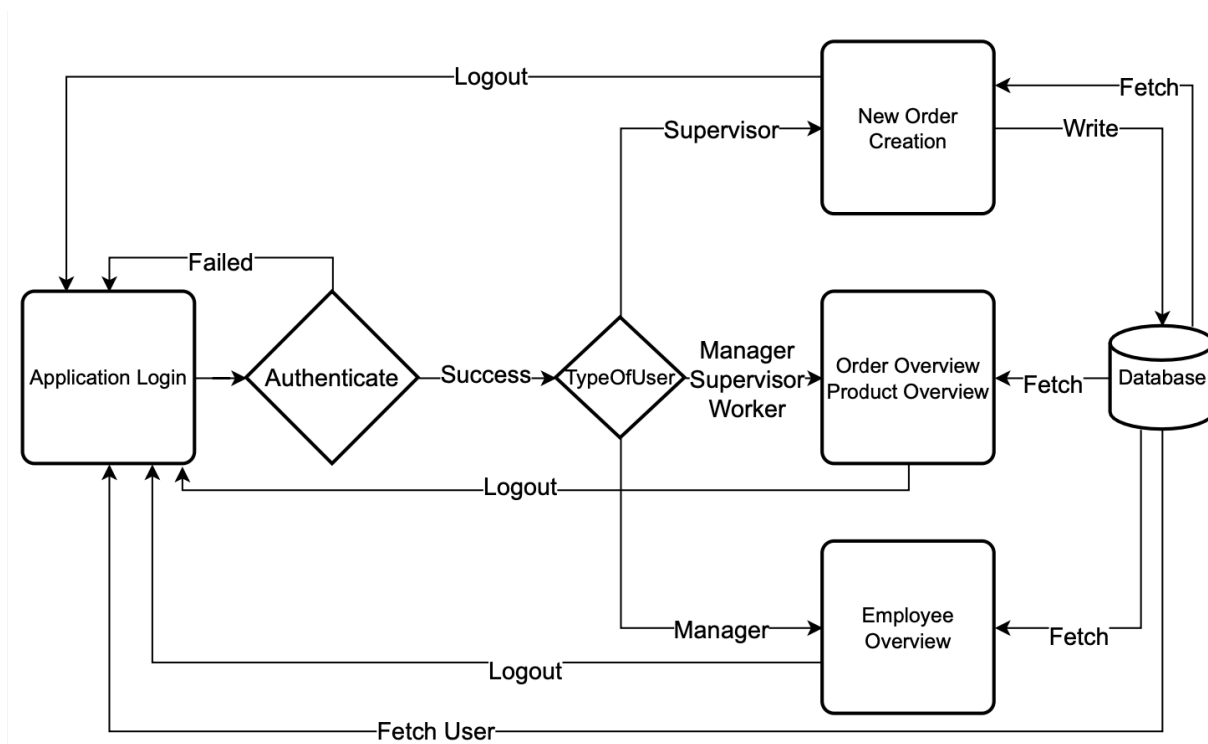 Logout
Fetch
New Order
Creation
Supervisor
Write
Failed
Application Login
Authenticate
Success
TypeOfUser
Manager
Supervisor
Worker
Order Overview
Product Overview
Fetch
Database
Logout
Employee
Overview
Manager
Fetch
Logout
Fetch User